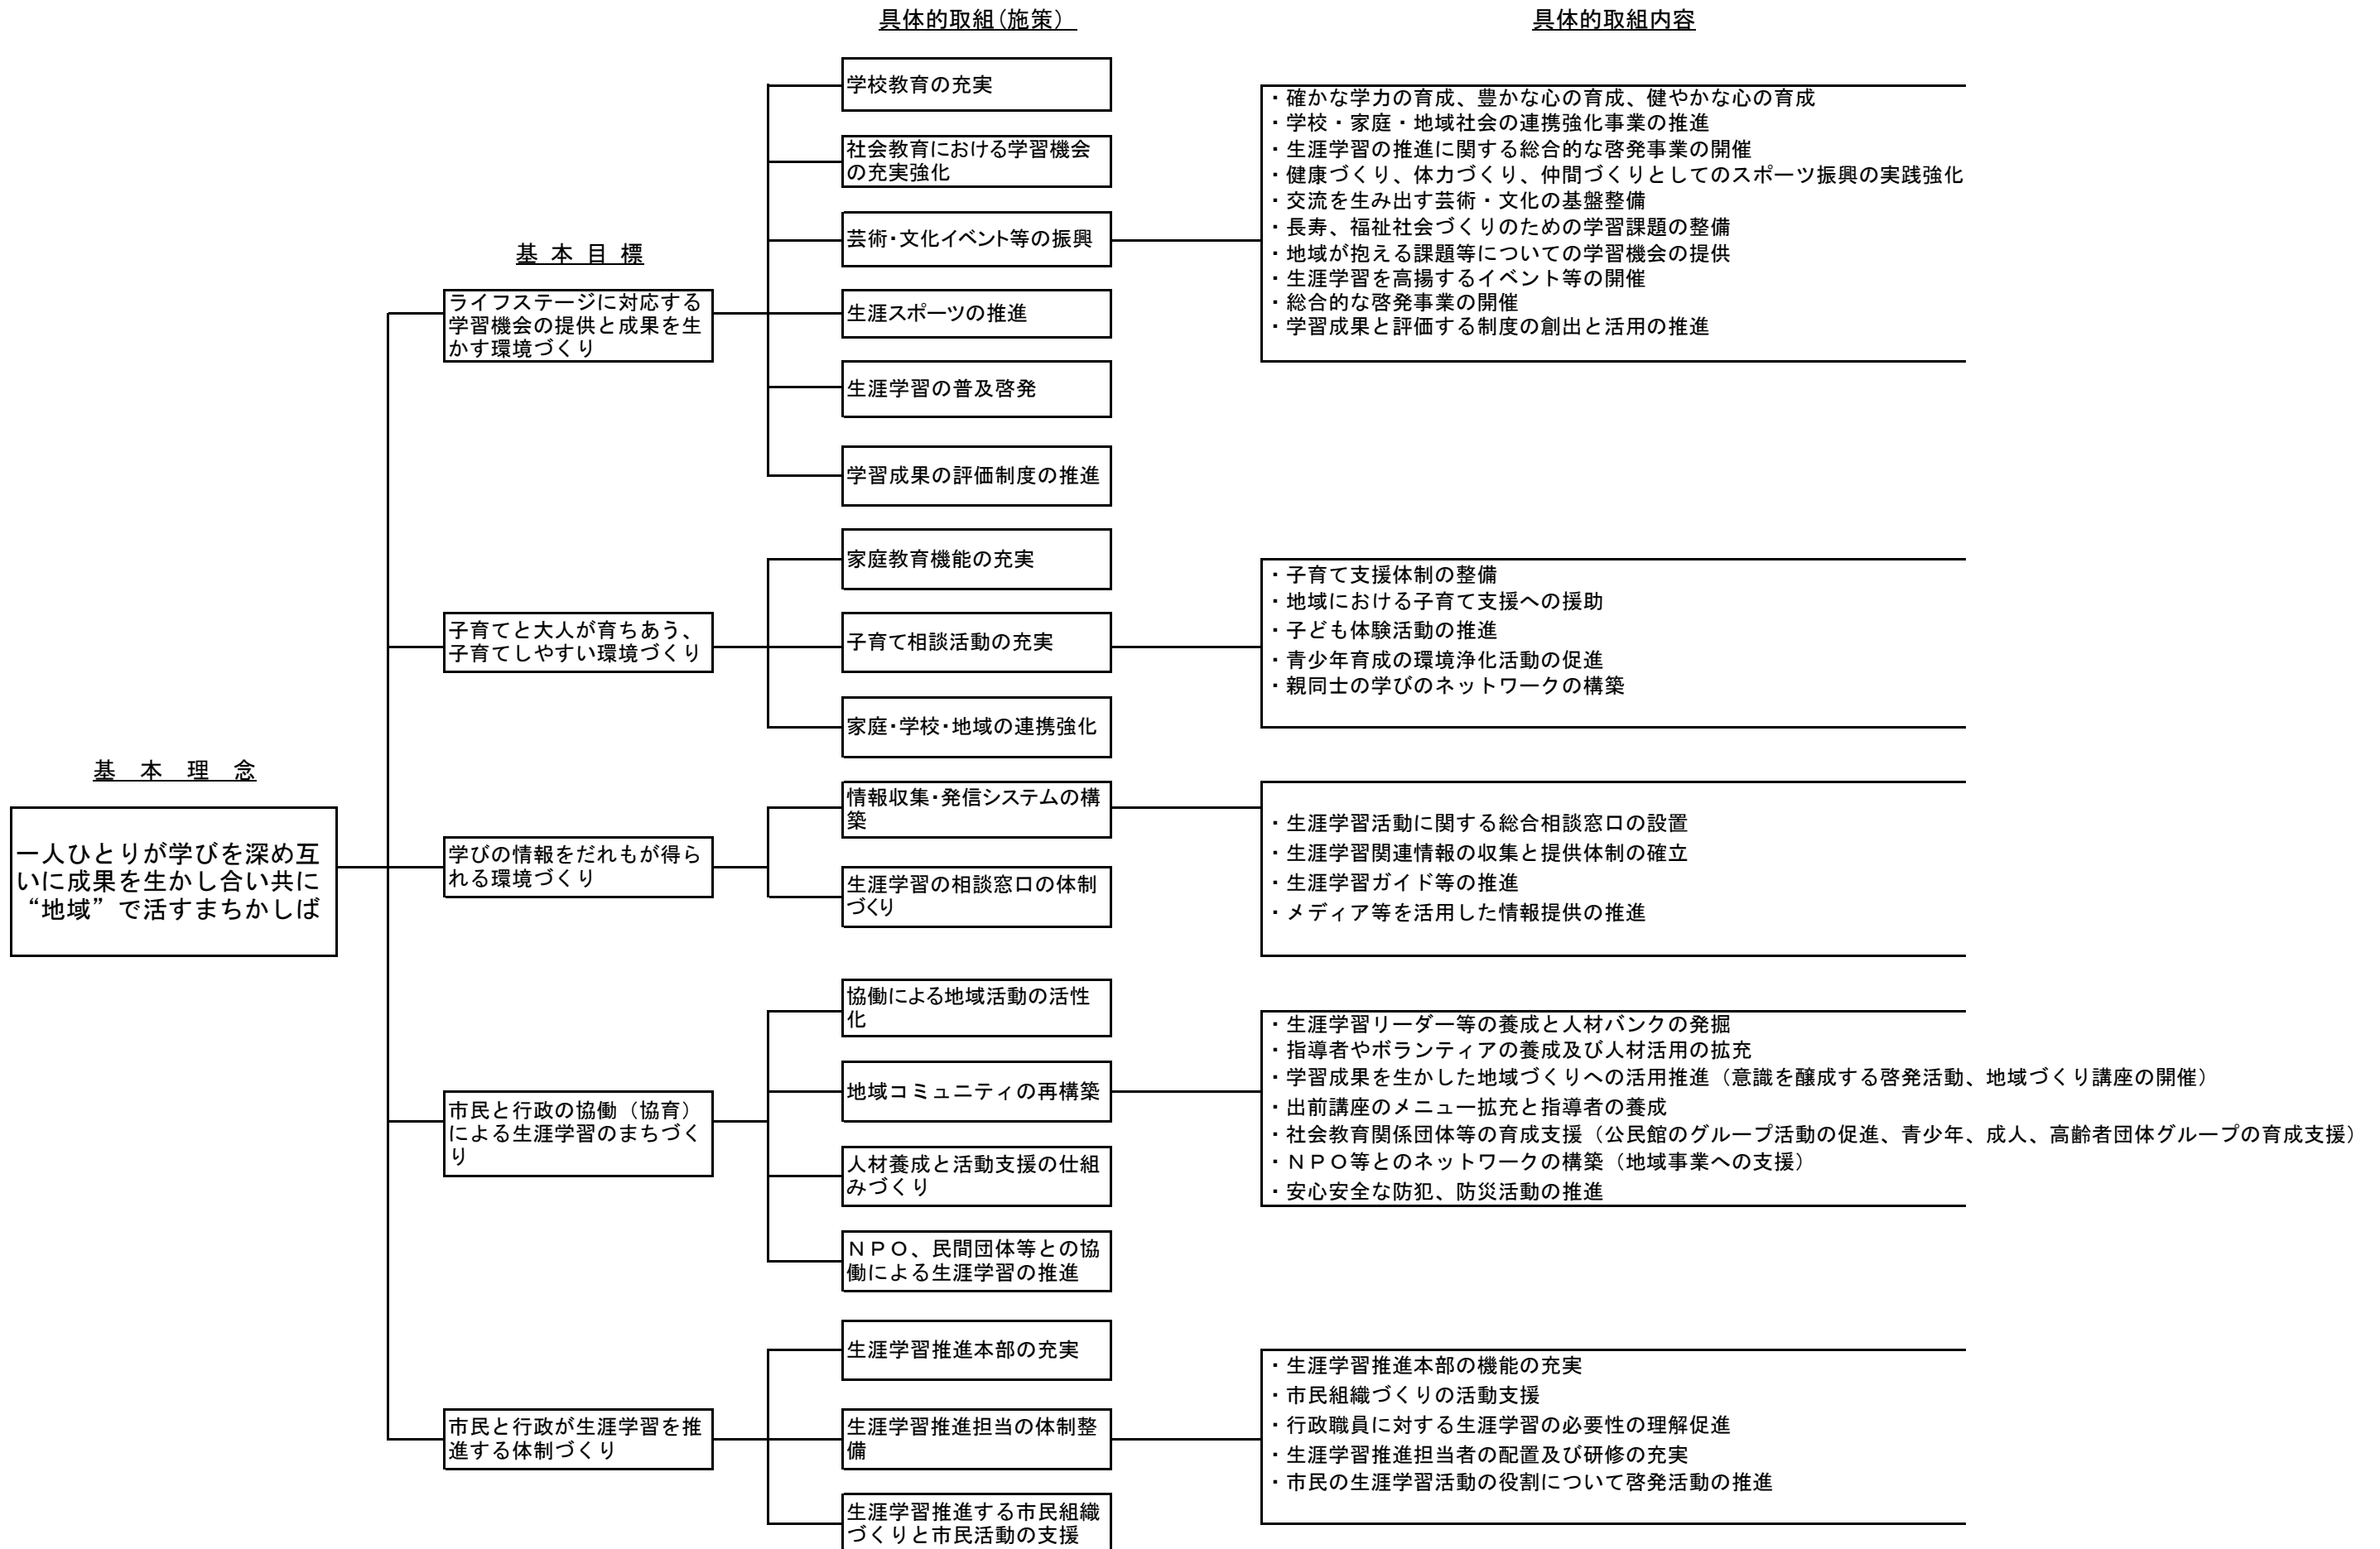 具体的取組(施策)
具体的取組内容
基本目標
基本理念
一人ひとりが学びを深め互
いに成果を生かし合い共に
“地域”で活すまちかしば
ライフステージに対応する
学習機会の提供と成果を生
かす環境づくり
学校教育の充実
社会教育における学習機会
の充実強化
芸術・文化イベント等の振興
生涯スポーツの推進
生涯学習の普及啓発
学習成果の評価制度の推進
・確かな学力の育成、豊かな心の育成、健やかな心の育成
・学校・家庭・地域社会の連携強化事業の推進
・生涯学習の推進に関する総合的な啓発事業の開催
・健康づくり、体力づくり、仲間づくりとしてのスポーツ振興の実践強化
・交流を生み出す芸術・文化の基盤整備
・長寿、福祉社会づくりのための学習課題の整備
・地域が抱える課題等についての学習機会の提供
・生涯学習を高揚するイベント等の開催
・総合的な啓発事業の開催
・学習成果と評価する制度の創出と活用の推進
子育てと大人が育ちあう、
子育てしやすい環境づくり
家庭教育機能の充実
子育て相談活動の充実
家庭・学校・地域の連携強化
・子育て支援体制の整備
・地域における子育て支援への援助
・子ども体験活動の推進
・青少年育成の環境浄化活動の促進
・親同士の学びのネットワークの構築
学びの情報をだれもが得ら
れる環境づくり
情報収集・発信システムの構
築
生涯学習の相談窓口の体制
づくり
・生涯学習活動に関する総合相談窓口の設置
・生涯学習関連情報の収集と提供体制の確立
・生涯学習ガイド等の推進
・メディア等を活用した情報提供の推進
市民と行政の協働（協育）
による生涯学習のまちづく
り
協働による地域活動の活性
化
地域コミュニティの再構築
人材養成と活動支援の仕組
みづくり
ＮＰＯ、民間団体等との協
働による生涯学習の推進
・生涯学習リーダー等の養成と人材バンクの発掘
・指導者やボランティアの養成及び人材活用の拡充
・学習成果を生かした地域づくりへの活用推進（意識を醸成する啓発活動、地域づくり講座の開催）
・出前講座のメニュー拡充と指導者の養成
・社会教育関係団体等の育成支援（公民館のグループ活動の促進、青少年、成人、高齢者団体グループの育成支援）
・ＮＰＯ等とのネットワークの構築（地域事業への支援）
・安心安全な防犯、防災活動の推進
市民と行政が生涯学習を推
進する体制づくり
生涯学習推進本部の充実
生涯学習推進担当の体制整
備
生涯学習推進する市民組織
づくりと市民活動の支援
・生涯学習推進本部の機能の充実
・市民組織づくりの活動支援
・行政職員に対する生涯学習の必要性の理解促進
・生涯学習推進担当者の配置及び研修の充実
・市民の生涯学習活動の役割について啓発活動の推進